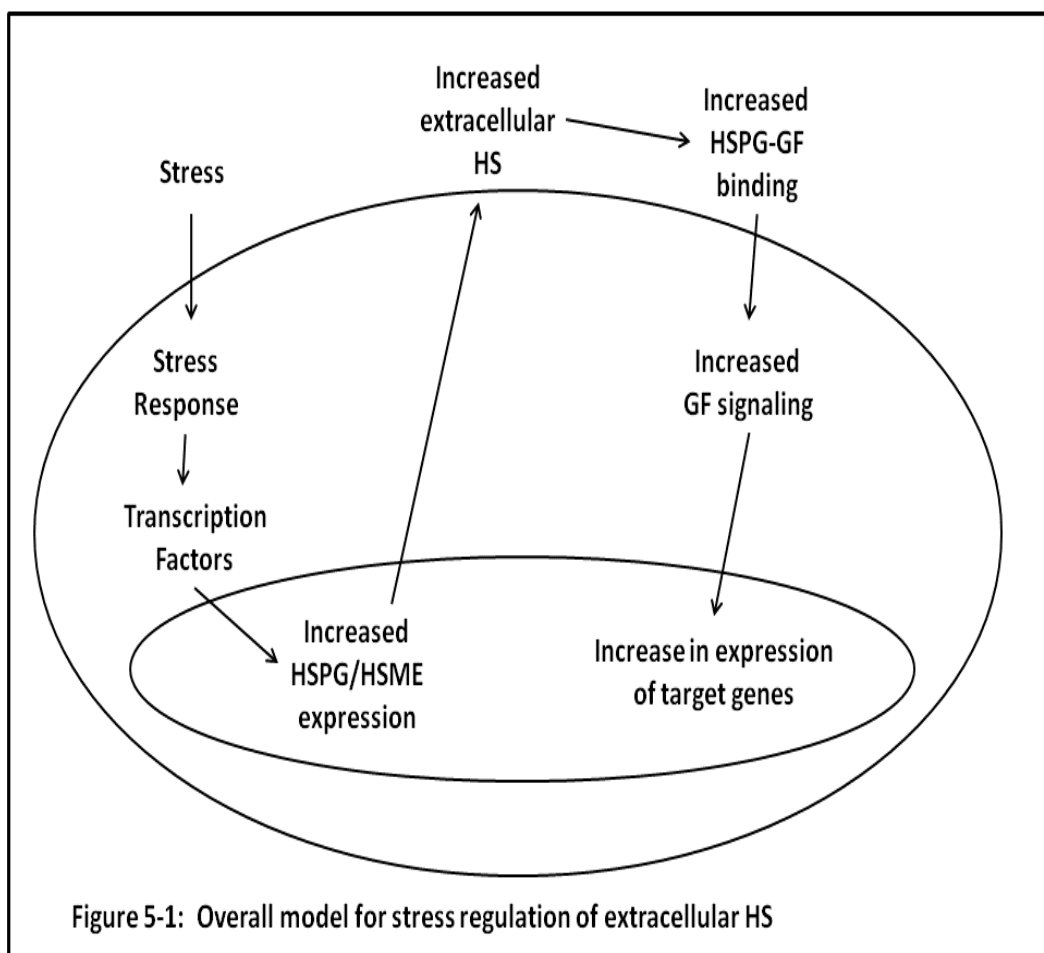 Stress
Stress
Response
Transcription
Factors
Increased
HSPG/HSME
expression
Increased
extracellular
HS
Increased
HSPG-GF
binding
Increased
GF signaling
Increase in expression
of target genes
Figure 5-1:  Overall model for stress regulation of extracellular HS